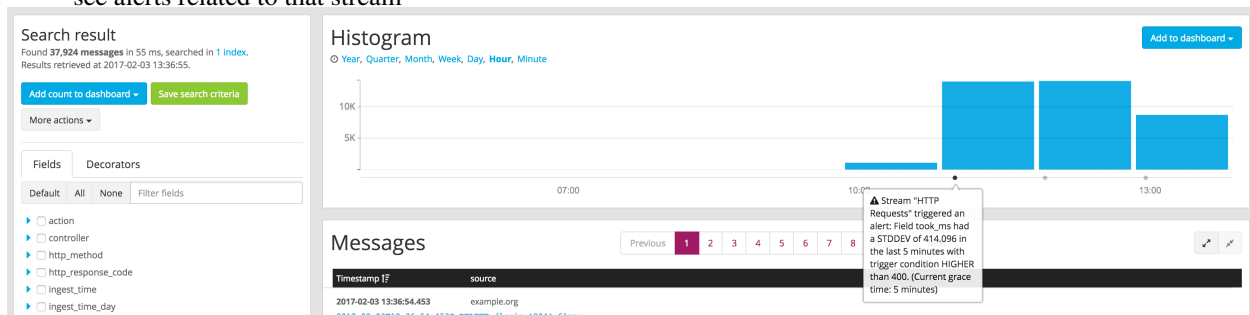 see alerts related to that stream
Search result
Found 37,924 messages in 55 ms, searched in 1 index.
Results retrieved at 2017-02-03 13:36:55.
Add count to dashboard
Save search criteria
More actions
Fields
Decorators
Default
All
None
Filter fields
action
controller
http_method
http_response_code
ingest_time
ingest_time_day
Histogram
Add to dashboard
Year, Quarter, Month, Week, Day, Hour, Minute
10K
5K
07:00
10:00
13:00
Stream "HTTP
Requests" triggered an
alert: Field took_ms had
a STDDEV of 414.096 in
the last 5 minutes with
trigger condition HIGHER
than 400. (Current grace
time: 5 minutes)
Messages
Previous 1 2 3 4 5 6 7 8
Timestamp
source
2017-02-03 13:36:54.453
example.org